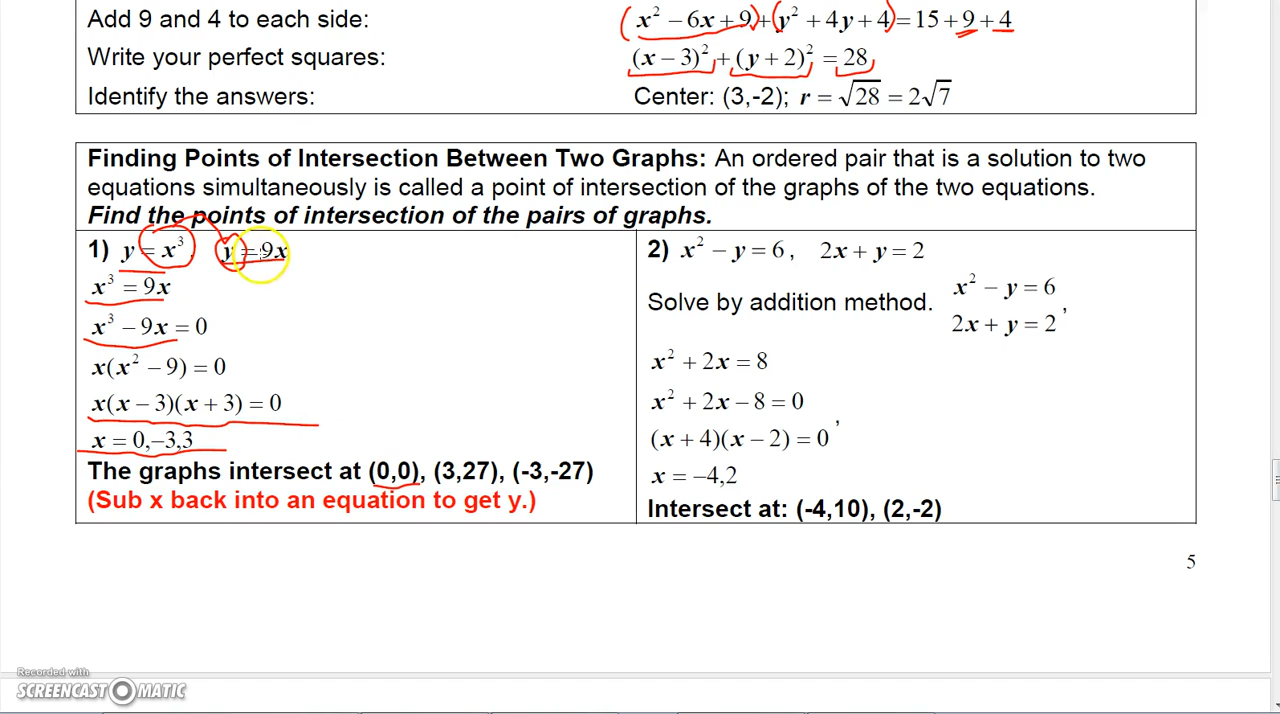 Add 9 and 4 to each side: (x² − 6x + 9) + (y² + 4y + 4) = 15 + 9 + 4
Write your perfect squares: (x − 3)² + (y + 2)² = 28
Identify the answers: Center: (3,-2); r = √28 = 2√7
Finding Points of Intersection Between Two Graphs: An ordered pair that is a solution to two
equations simultaneously is called a point of intersection of the graphs of the two equations.
Find the points of intersection of the pairs of graphs.
1) y = x³, y = 9x
x³ = 9x
x³ − 9x = 0
x(x² − 9) = 0
x(x − 3)(x + 3) = 0
x = 0,−3,3
The graphs intersect at (0,0), (3,27), (-3,-27)
(Sub x back into an equation to get y.)
2) x² − y = 6, 2x + y = 2
Solve by addition method. x² − y = 6
2x + y = 2 ,
x² + 2x = 8
x² + 2x − 8 = 0
(x + 4)(x − 2) = 0 ,
x = −4,2
Intersect at: (-4,10), (2,-2)
5
Recorded with
SCREENCAST O MATIC